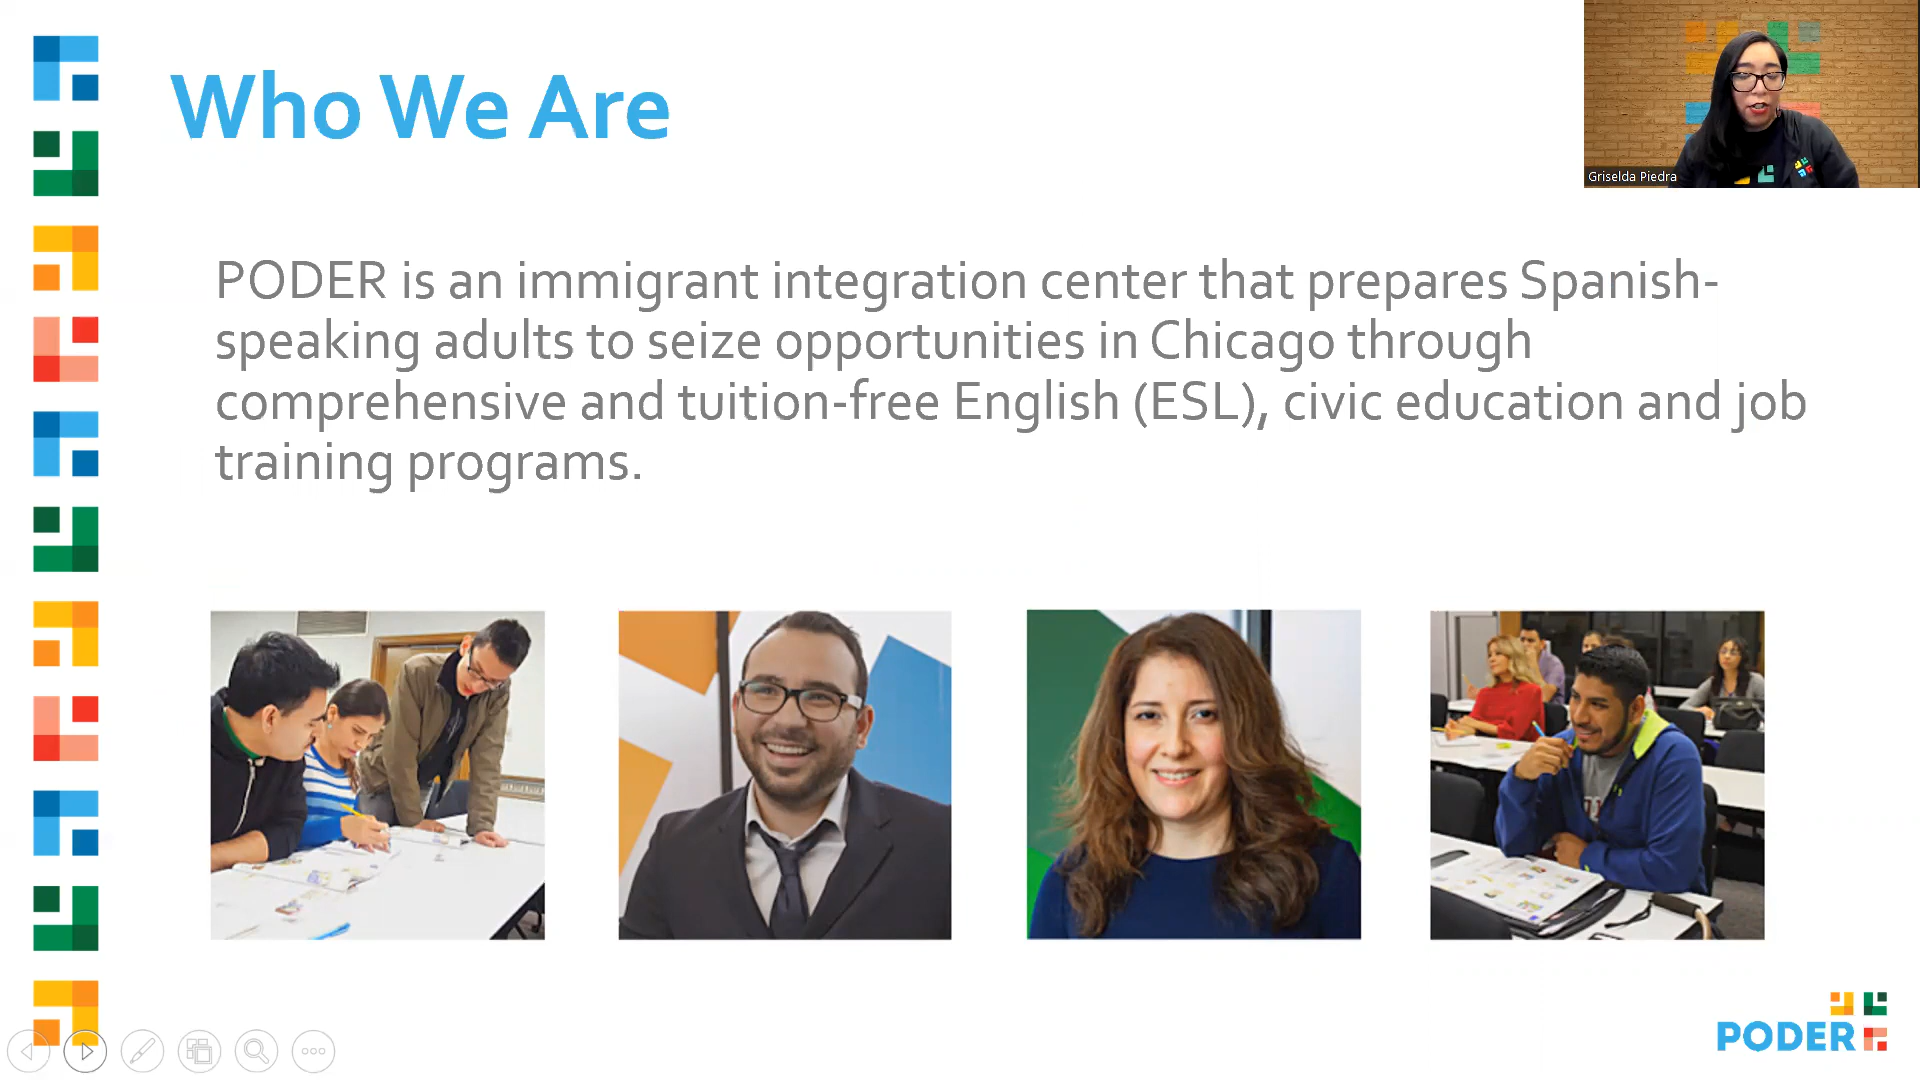 Who We Are
Griselda Piedra
PODER is an immigrant integration center that prepares Spanish-
speaking adults to seize opportunities in Chicago through
comprehensive and tuition-free English (ESL), civic education and job
training programs.
PODER